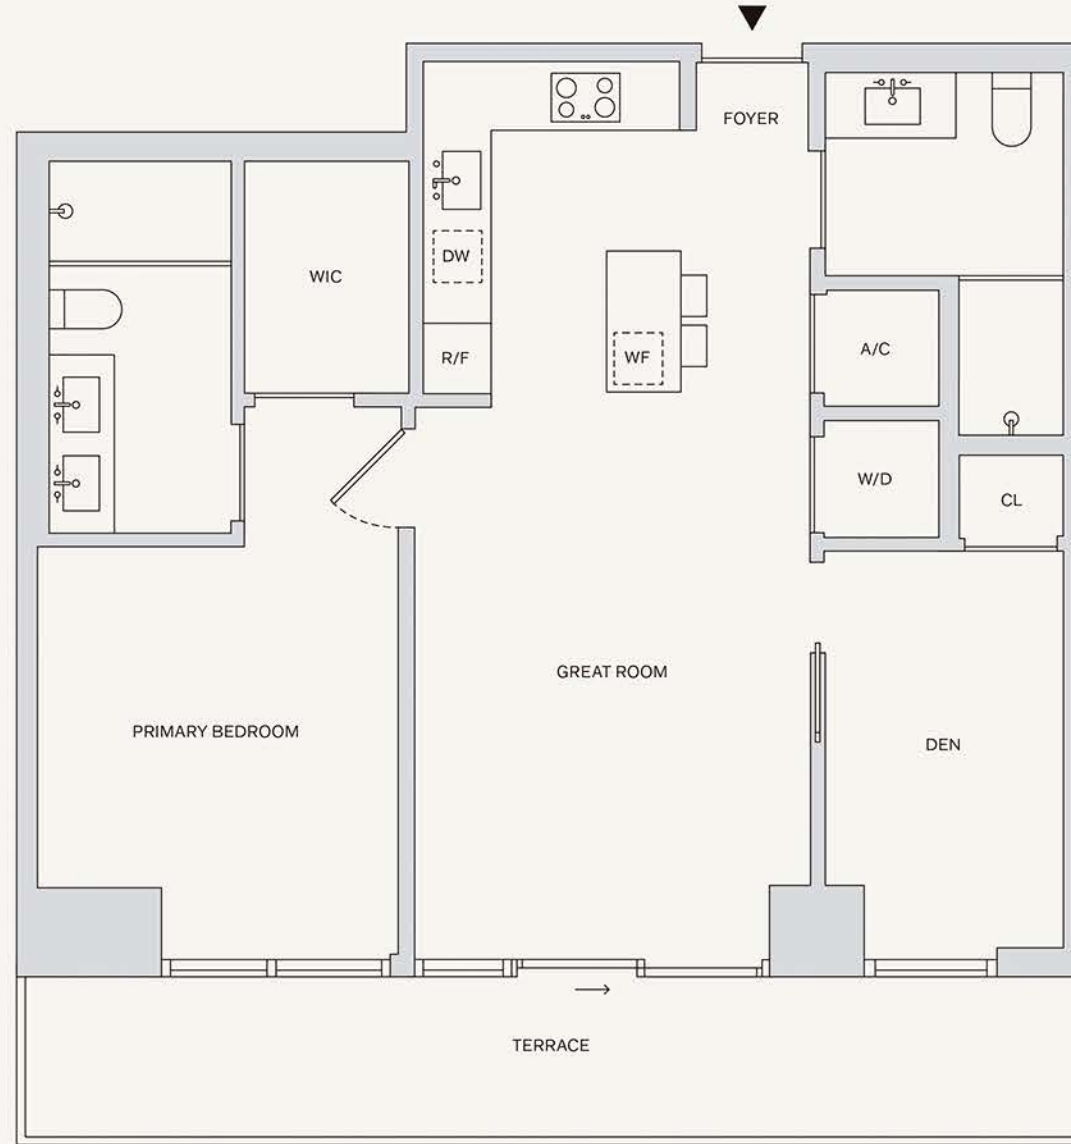 FOYER
DW
WIC
R/F
WF
A/C
W/D
CL
GREAT ROOM
PRIMARY BEDROOM
DEN
TERRACE